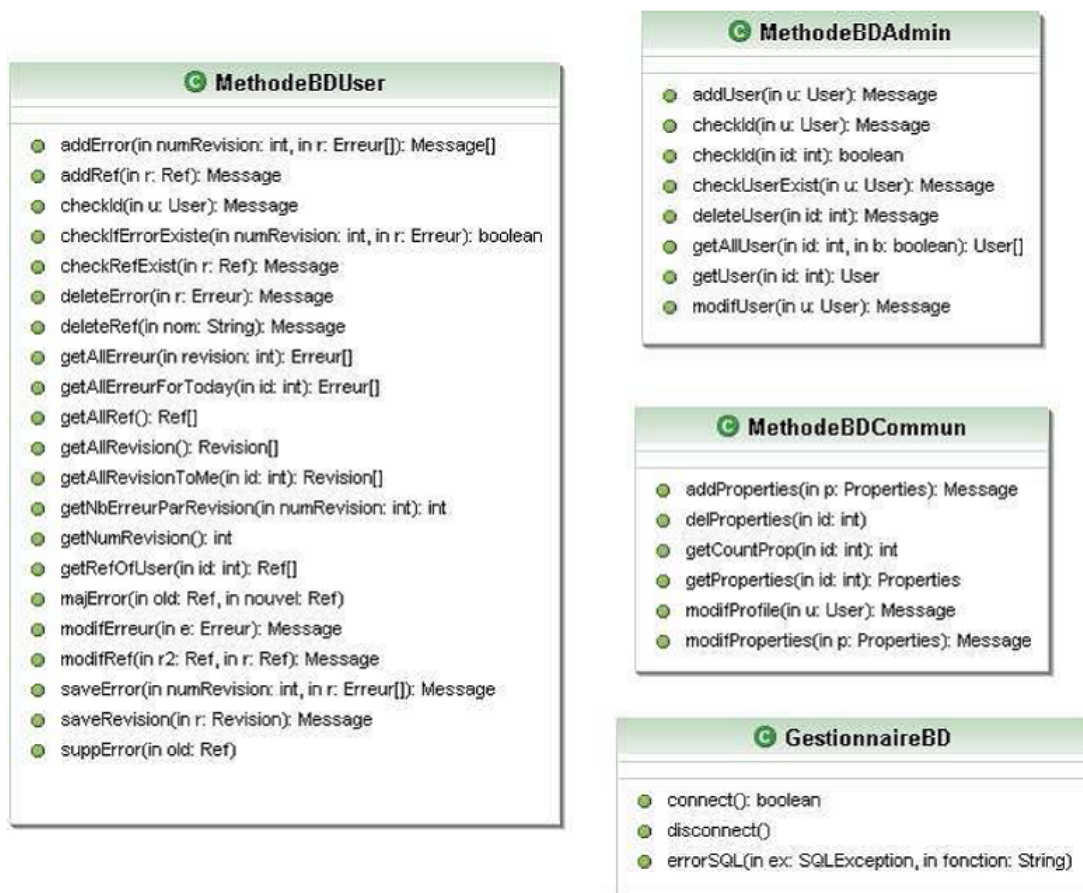 MethodeBDUser
addError(in numRevision: int, in r: Erreur[]): Message[]
addRef(in r: Ref): Message
checkId(in u: User): Message
checkIfErrorExiste(in numRevision: int, in r: Erreur): boolean
checkRefExist(in r: Ref): Message
deleteError(in r: Erreur): Message
deleteRef(in nom: String): Message
getAllErreur(in revision: int): Erreur[]
getAllErreurForToday(in id: int): Erreur[]
getAllRef(): Ref[]
getAllRevision(): Revision[]
getAllRevisionToMe(in id: int): Revision[]
getNbErreurParRevision(in numRevision: int): int
getNumRevision(): int
getRefOfUser(in id: int): Ref[]
majError(in old: Ref, in nouvel: Ref)
modifErreur(in e: Erreur): Message
modifRef(in r2: Ref, in r: Ref): Message
saveError(in numRevision: int, in r: Erreur[]): Message
saveRevision(in r: Revision): Message
suppError(in old: Ref)
MethodeBDAdmin
addUser(in u: User): Message
checkId(in u: User): Message
checkId(in id: int): boolean
checkUserExist(in u: User): Message
deleteUser(in id: int): Message
getAllUser(in id: int, in b: boolean): User[]
getUser(in id: int): User
modifUser(in u: User): Message
MethodeBDCommun
addProperties(in p: Properties): Message
delProperties(in id: int)
getCountProp(in id: int): int
getProperties(in id: int): Properties
modifProfile(in u: User): Message
modifProperties(in p: Properties): Message
GestionnaireBD
connect(): boolean
disconnect()
errorSQL(in ex: SQLException, in fonction: String)